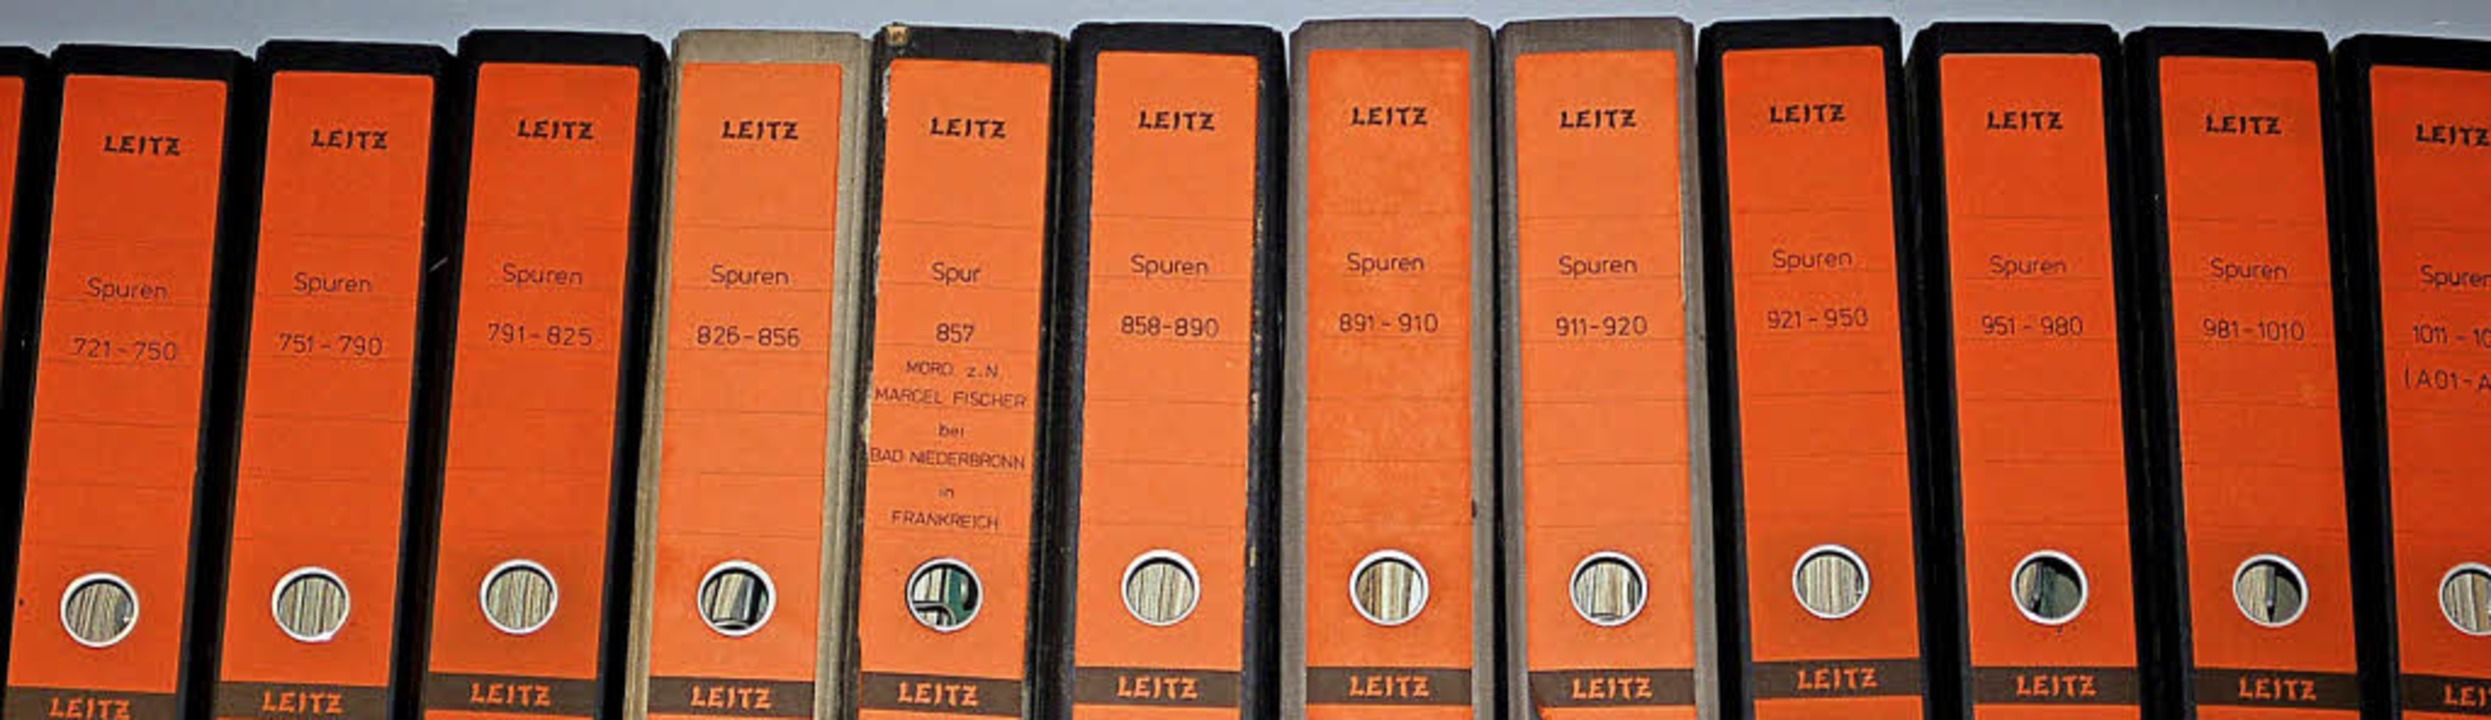 LEITZ
Spuren
721-750
LEITZ
LEITZ
Spuren
751-790
LEITZ
LEITZ
Spuren
791-825
LEITZ
LEITZ
Spuren
826-856
LEITZ
LEITZ
Spur
857
MORD z.N.
MARCEL FISCHER
bei
BAD NIEDERBRONN
in
FRANKREICH
LEITZ
LEITZ
Spuren
858-890
LEITZ
LEITZ
Spuren
891-910
LEITZ
LEITZ
Spuren
911-920
LEITZ
LEITZ
Spuren
921-950
LEITZ
LEITZ
Spuren
951-980
LEITZ
LEITZ
Spuren
981-1010
LEITZ
LEITZ
Spuren
1011-
(A01-